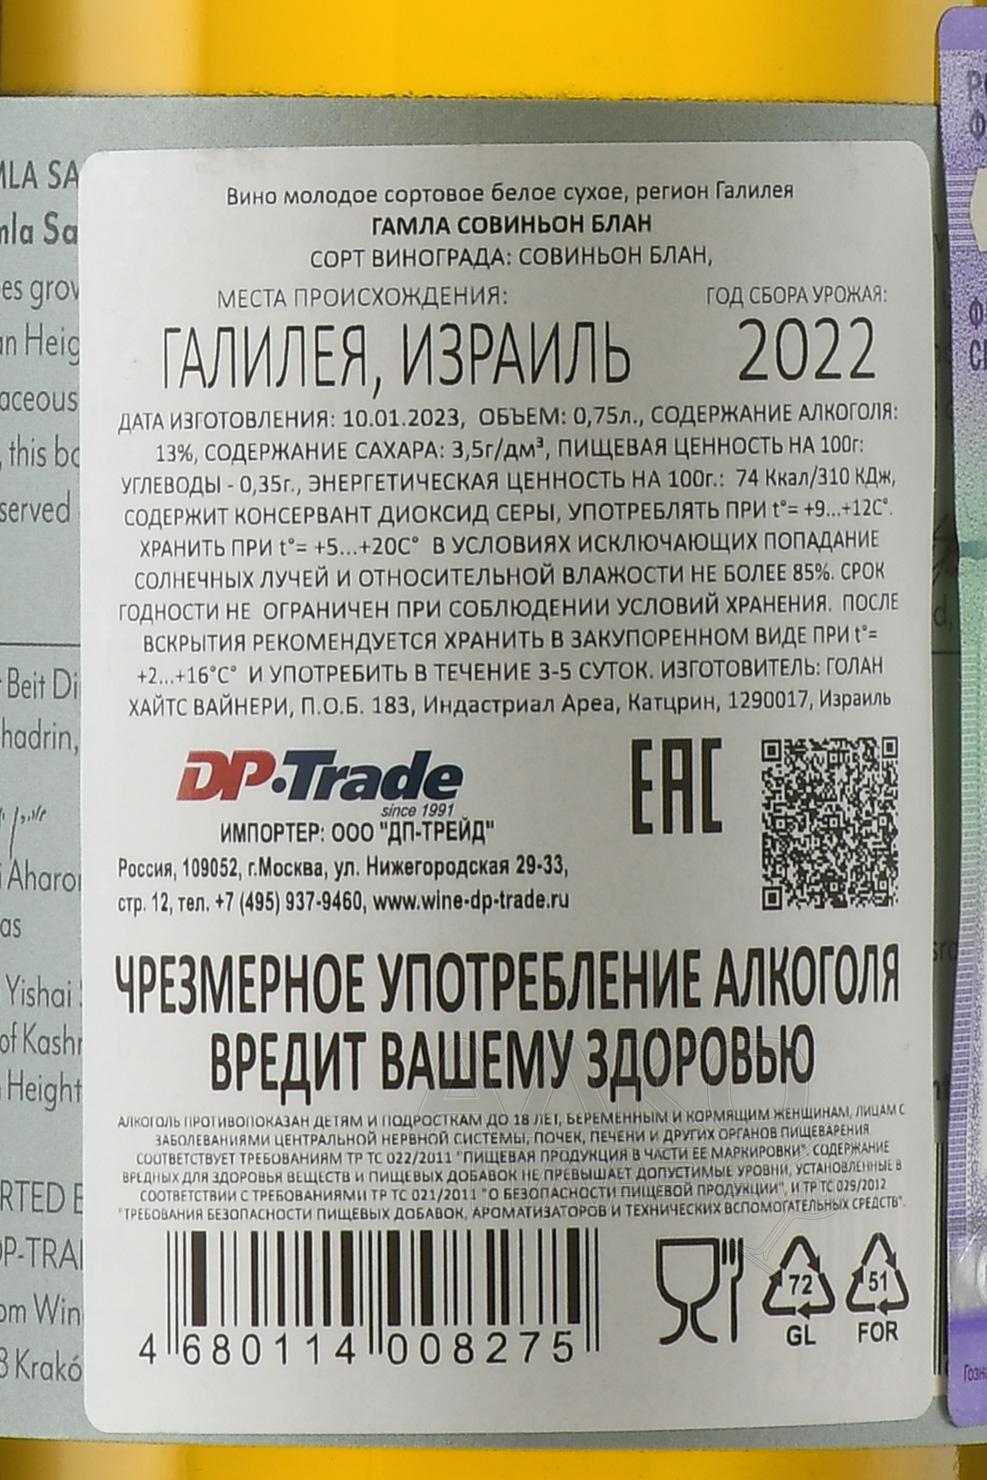 Вино молодое сортовое белое сухое, регион Галилея
ГАМЛА СОВИНЬОН БЛАН
СОРТ ВИНОГРАДА: СОВИНЬОН БЛАН,
МЕСТА ПРОИСХОЖДЕНИЯ:
ГАЛИЛЕЯ, ИЗРАИЛЬ
ГОД СБОРА УРОЖАЯ:
2022
ДАТА ИЗГОТОВЛЕНИЯ: 10.01.2023, ОБЪЕМ: 0,75л., СОДЕРЖАНИЕ АЛКОГОЛЯ:
13%, СОДЕРЖАНИЕ САХАРА: 3,5г/дм³, ПИЩЕВАЯ ЦЕННОСТЬ НА 100г:
УГЛЕВОДЫ - 0,35г., ЭНЕРГЕТИЧЕСКАЯ ЦЕННОСТЬ НА 100г.: 74 Ккал/310 КДж,
СОДЕРЖИТ КОНСЕРВАНТ ДИОКСИД СЕРЫ, УПОТРЕБЛЯТЬ ПРИ t°= +9...+12С°.
ХРАНИТЬ ПРИ t°= +5...+20С° В УСЛОВИЯХ ИСКЛЮЧАЮЩИХ ПОПАДАНИЕ
СОЛНЕЧНЫХ ЛУЧЕЙ И ОТНОСИТЕЛЬНОЙ ВЛАЖОСТИ НЕ БОЛЕЕ 85%. СРОК
ГОДНОСТИ НЕ ОГРАНИЧЕН ПРИ СОБЛЮДЕНИИ УСЛОВИЙ ХРАНЕНИЯ. ПОСЛЕ
ВСКРЫТИЯ РЕКОМЕНДУЕТСЯ ХРАНИТЬ В ЗАКУПОРЕННОМ ВИДЕ ПРИ t°=
+2...+16°С° И УПОТРЕБИТЬ В ТЕЧЕНИЕ 3-5 СУТОК. ИЗГОТОВИТЕЛЬ: ГОЛАН
ХАЙТС ВАЙНЕРИ, П.О.Б. 183, Индастриал Ареа, Катцрин, 1290017, Израиль
DP·Trade
since 1991
EAC
ИМПОРТЕР: ООО "ДП-ТРЕЙД"
Россия, 109052, г.Москва, ул. Нижегородская 29-33,
стр. 12, тел. +7 (495) 937-9460, www.wine-dp-trade.ru
ЧРЕЗМЕРНОЕ УПОТРЕБЛЕНИЕ АЛКОГОЛЯ
ВРЕДИТ ВАШЕМУ ЗДОРОВЬЮ
АЛКОГОЛЬ ПРОТИВОПОКАЗАН ДЕТЯМ И ПОДРОСТКАМ ДО 18 ЛЕТ, БЕРЕМЕННЫМ И КОРМЯЩИМ ЖЕНЩИНАМ, ЛИЦАМ С
ЗАБОЛЕВАНИЯМИ ЦЕНТРАЛЬНОЙ НЕРВНОЙ СИСТЕМЫ, ПОЧЕК, ПЕЧЕНИ И ДРУГИХ ОРГАНОВ ПИЩЕВАРЕНИЯ
СООТВЕТСТВУЕТ ТРЕБОВАНИЯМ ТР ТС 022/2011 "ПИЩЕВАЯ ПРОДУКЦИЯ В ЧАСТИ ЕЕ МАРКИРОВКИ". СОДЕРЖАНИЕ
ВРЕДНЫХ ДЛЯ ЗДОРОВЬЯ ВЕЩЕСТВ И ПИЩЕВЫХ ДОБАВОК НЕ ПРЕВЫШАЕТ ДОПУСТИМЫЕ УРОВНИ, УСТАНОВЛЕННЫЕ В
СООТВЕТСТВИИ С ТРЕБОВАНИЯМИ ТР ТС 021/2011 "О БЕЗОПАСНОСТИ ПИЩЕВОЙ ПРОДУКЦИИ", И ТР ТС 029/2012
"ТРЕБОВАНИЯ БЕЗОПАСНОСТИ ПИЩЕВЫХ ДОБАВОК, АРОМАТИЗАТОРОВ И ТЕХНИЧЕСКИХ ВСПОМОГАТЕЛЬНЫХ СРЕДСТВ".
4 680114 008275
72
GL
51
FOR